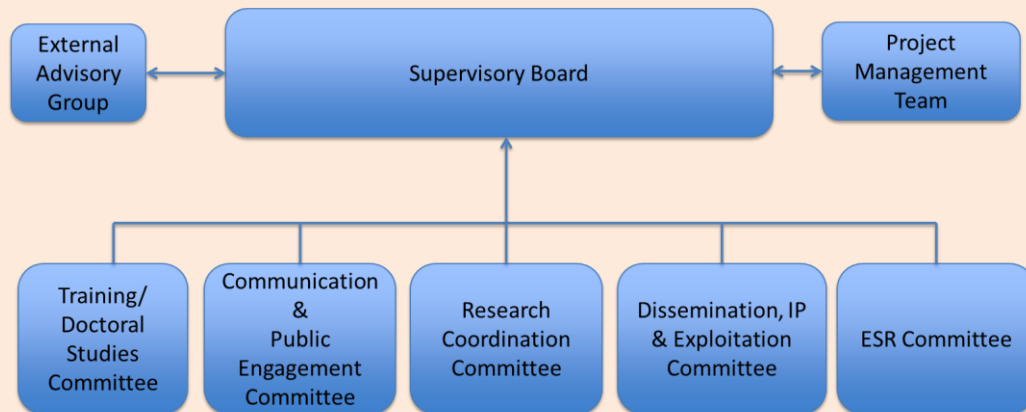 External
Advisory
Group
Supervisory Board
Project
Management
Team
Training/
Doctoral
Studies
Committee
Communication
&
Public
Engagement
Committee
Research
Coordination
Committee
Dissemination, IP
& Exploitation
Committee
ESR Committee